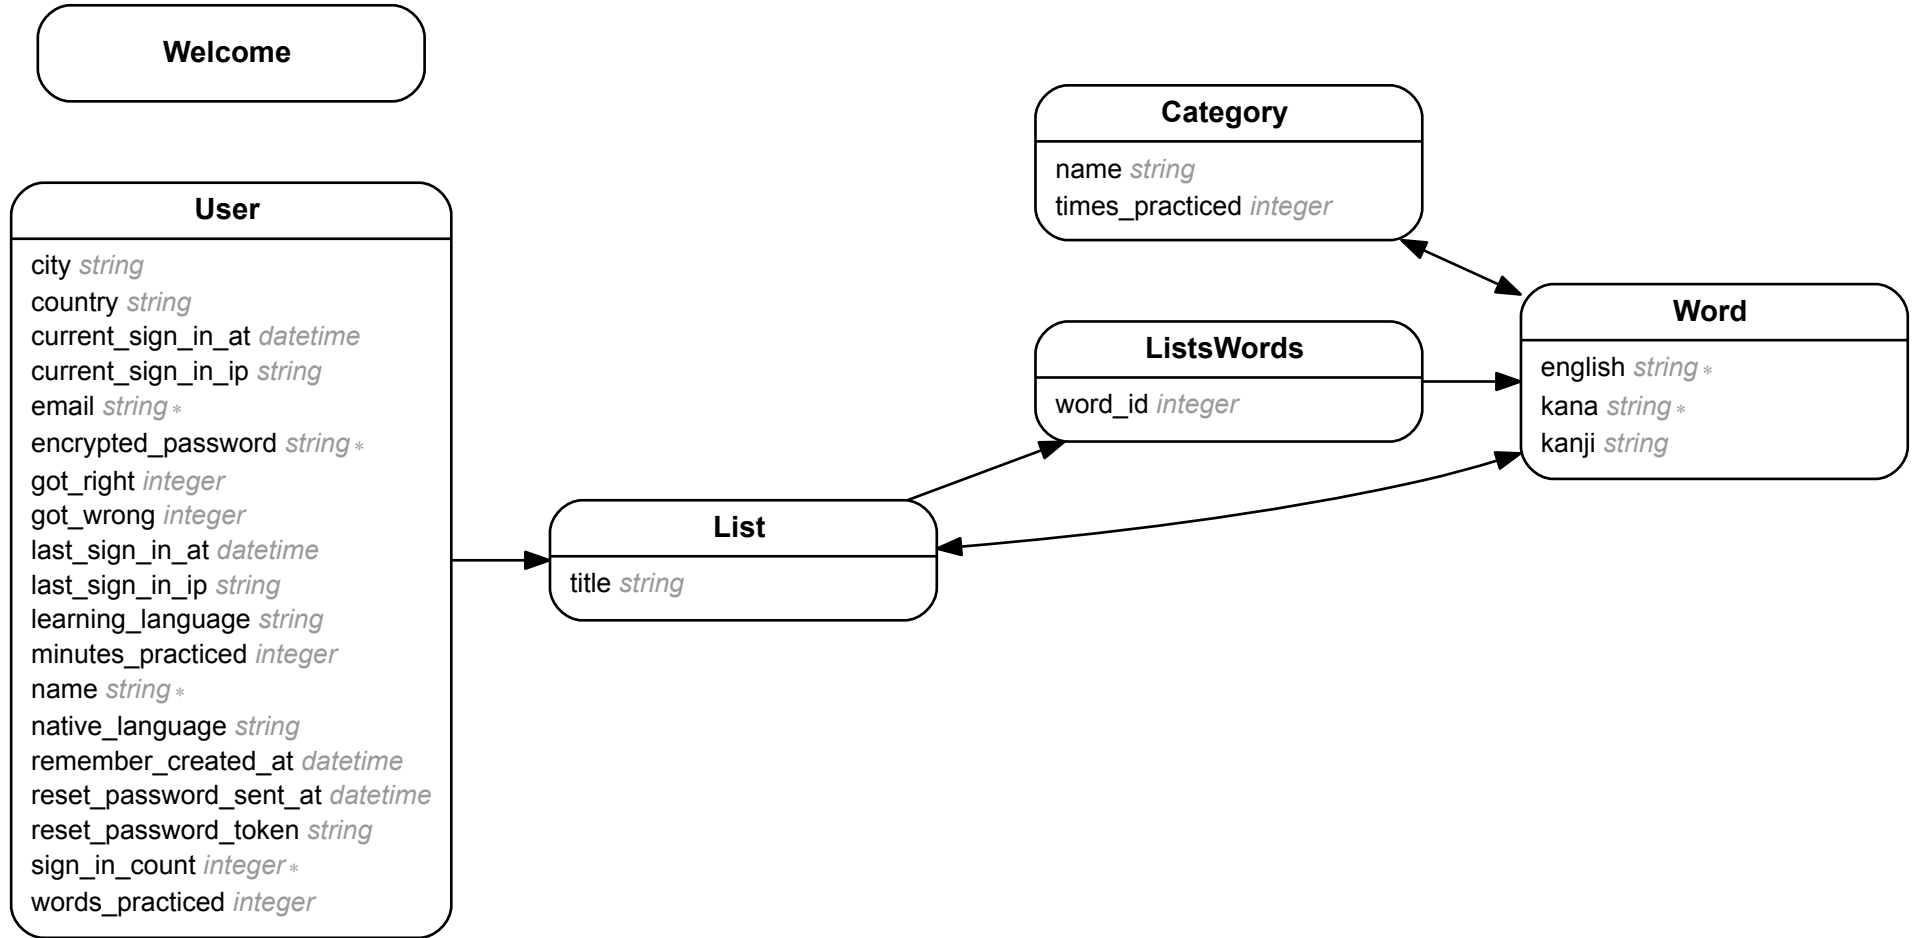 Welcome
User
city string
country string
current_sign_in_at datetime
current_sign_in_ip string
email string *
encrypted_password string *
got_right integer
got_wrong integer
last_sign_in_at datetime
last_sign_in_ip string
learning_language string
minutes_practiced integer
name string *
native_language string
remember_created_at datetime
reset_password_sent_at datetime
reset_password_token string
sign_in_count integer *
words_practiced integer
List
title string
Category
name string
times_practiced integer
ListsWords
word_id integer
Word
english string *
kana string *
kanji string